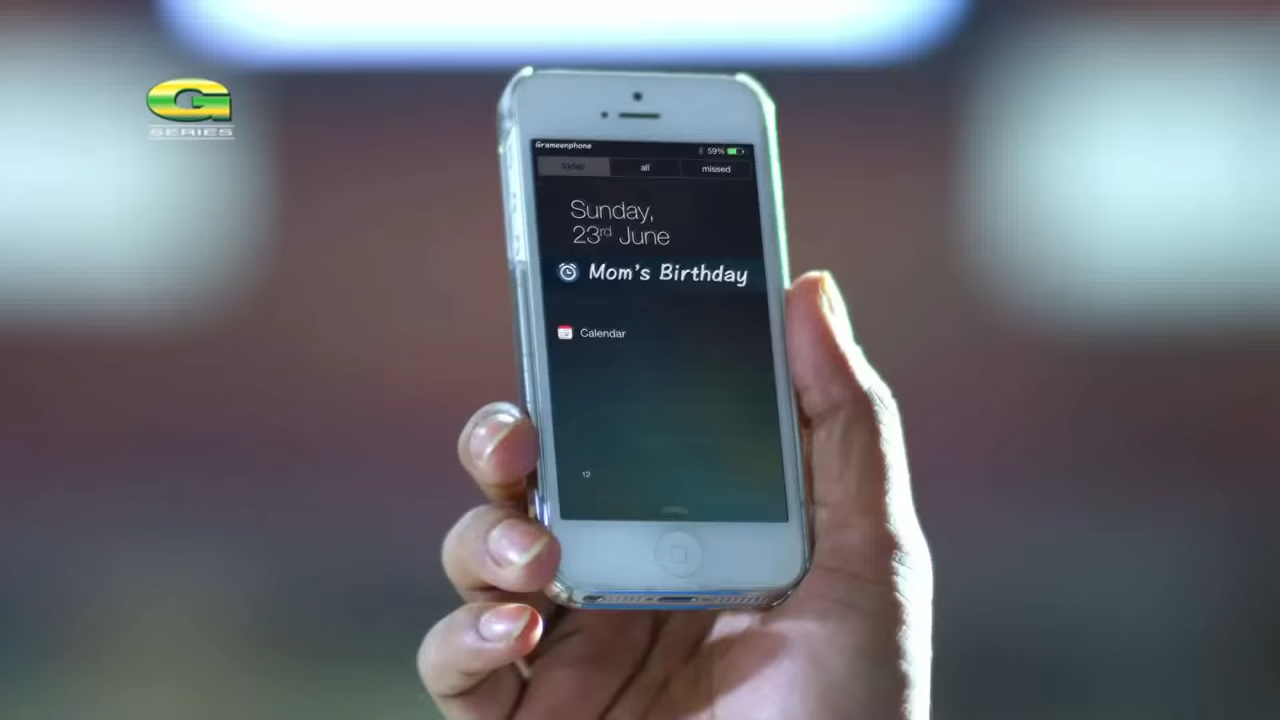 G
SERIES
Grameenphone
59%
today
all
missed
Sunday,
23rd June
Mom's Birthday
Calendar
12